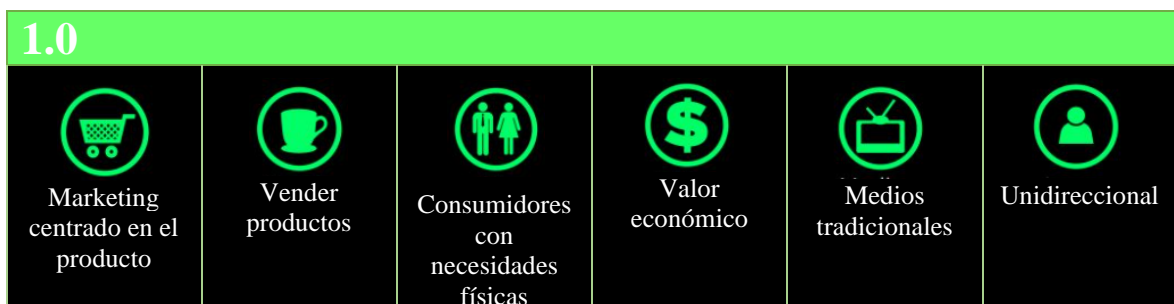 1.0
Marketing
centrado en el
producto
Vender
productos
Consumidores
con
necesidades
físicas
Valor
económico
Medios
tradicionales
Unidireccional